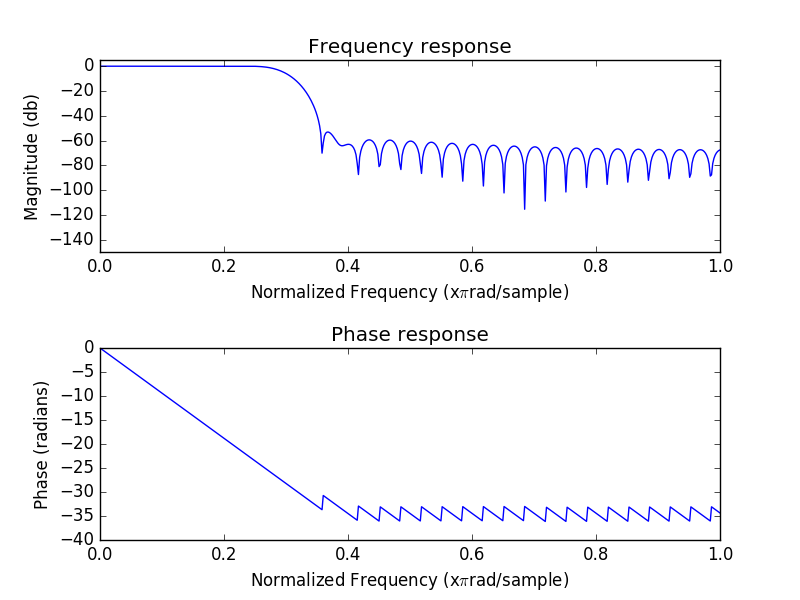 Frequency response
Magnitude (db)
0
−20
−40
−60
−80
−100
−120
−140
0.0 0.2 0.4 0.6 0.8 1.0
Normalized Frequency (xπrad/sample)
Phase response
Phase (radians)
0
−5
−10
−15
−20
−25
−30
−35
−40
0.0 0.2 0.4 0.6 0.8 1.0
Normalized Frequency (xπrad/sample)